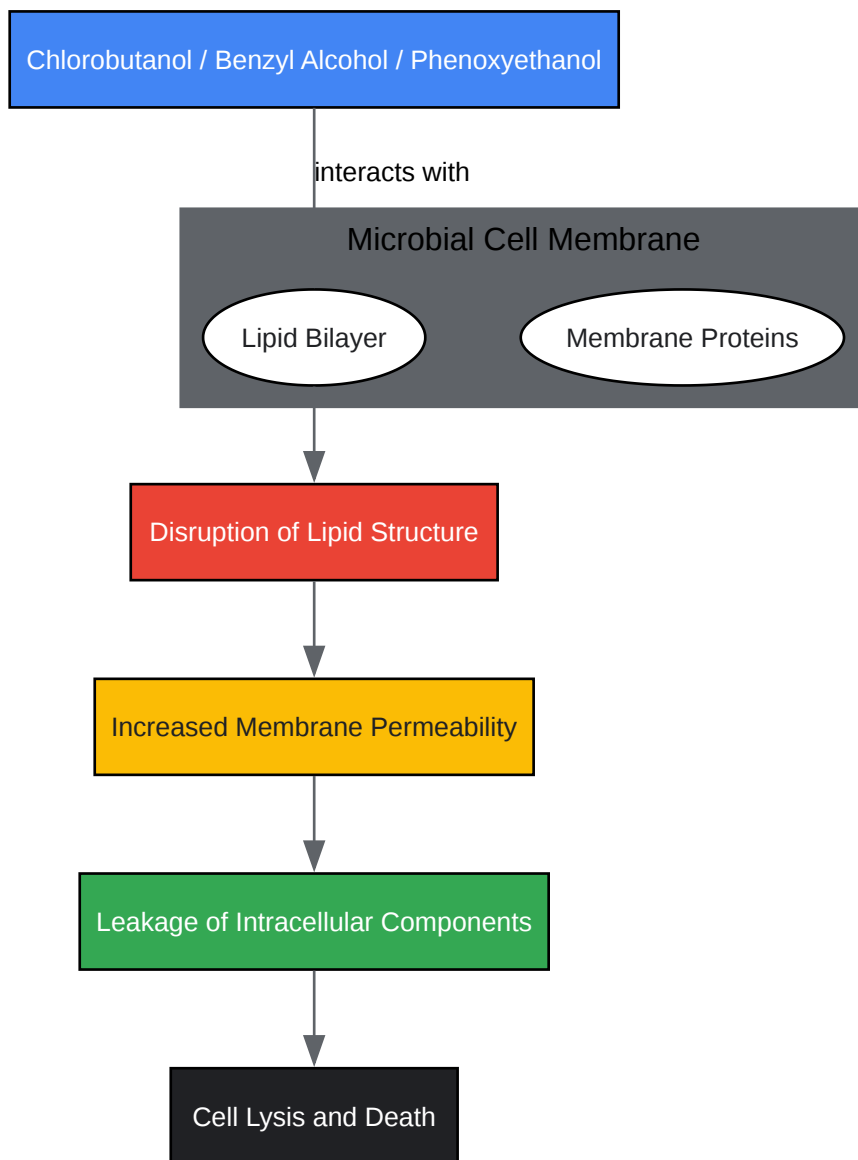 Chlorobutanol / Benzyl Alcohol / Phenoxyethanol
interacts with
Microbial Cell Membrane
Lipid Bilayer
Membrane Proteins
Disruption of Lipid Structure
Increased Membrane Permeability
Leakage of Intracellular Components
Cell Lysis and Death